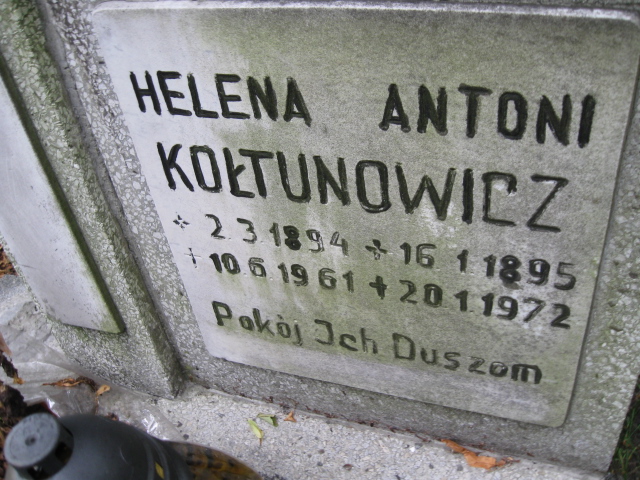 HELENA ANTONI
KOŁTUNOWICZ
2 3 1894 16 1 1895
+ 10.6.1961 + 20.1.1972
Pokój Ich Duszom